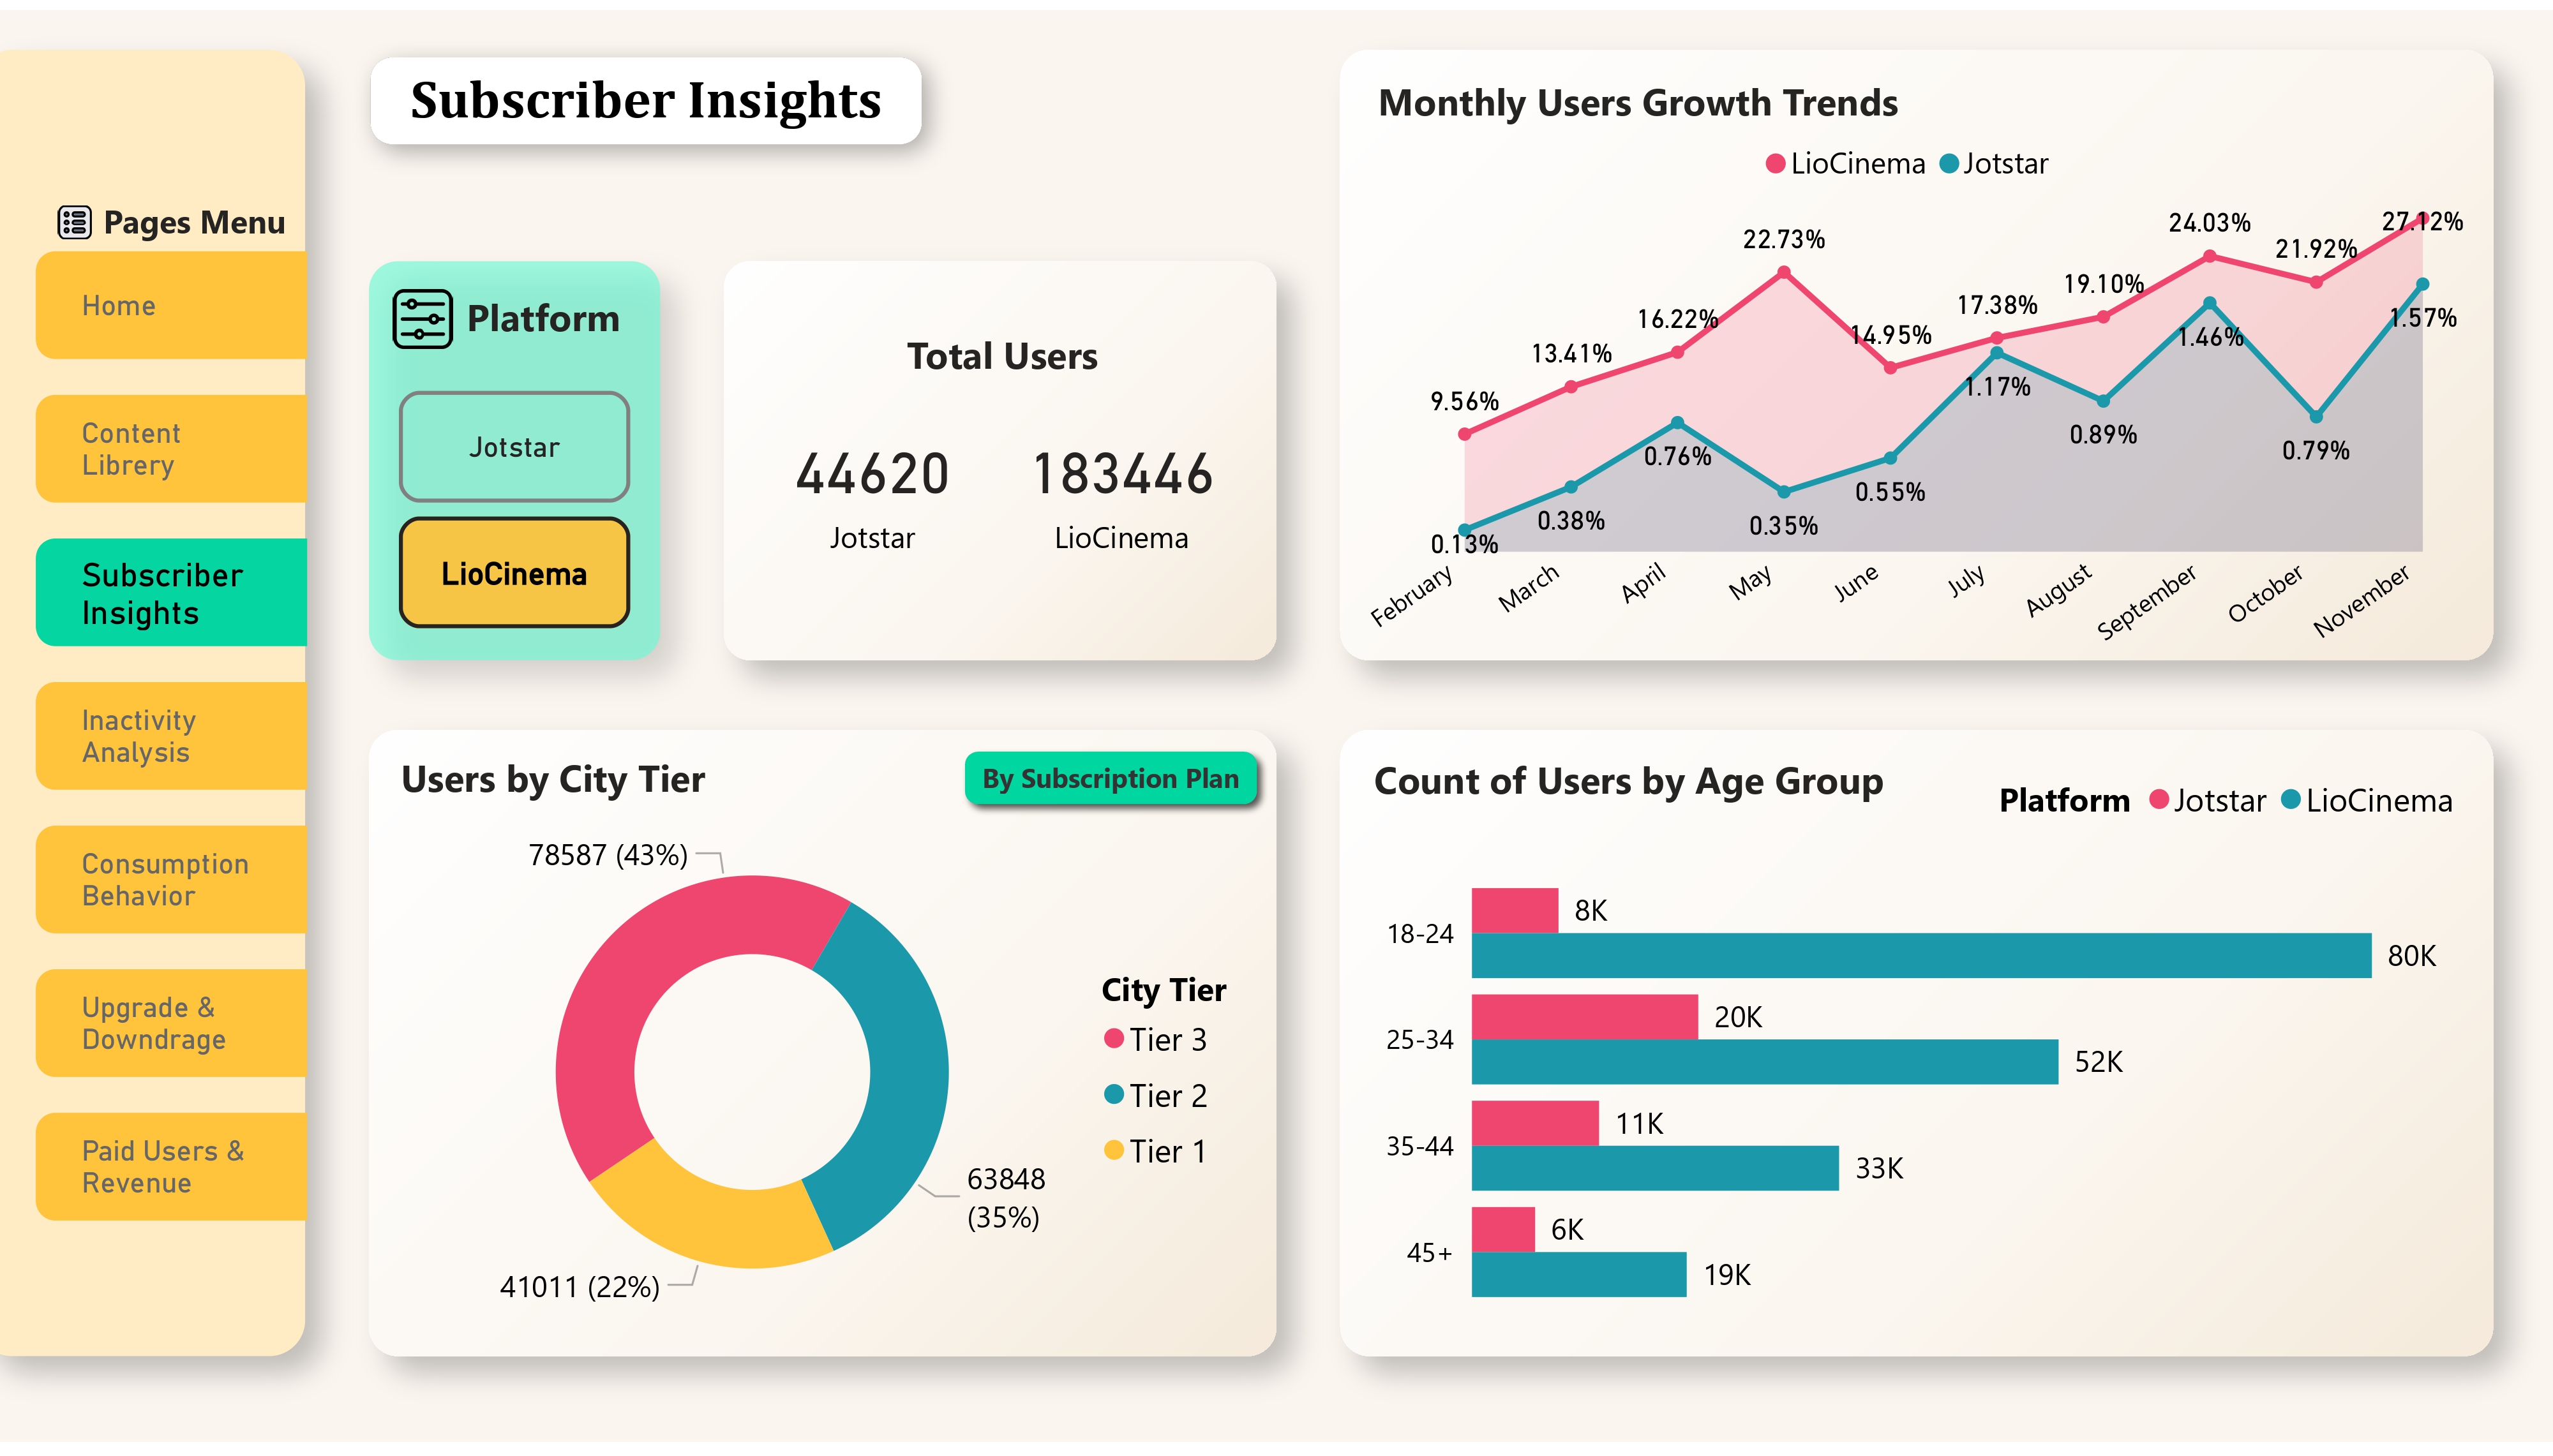 Subscriber Insights
Pages Menu
Home
Content
Librery
Subscriber
Insights
Inactivity
Analysis
Consumption
Behavior
Upgrade &
Downdrage
Paid Users &
Revenue
Platform
Jotstar
LioCinema
Total Users
44620
183446
Jotstar
LioCinema
Monthly Users Growth Trends
LioCinema Jotstar
9.56%
13.41%
16.22%
22.73%
14.95%
17.38%
19.10%
24.03%
21.92%
27.12%
0.13%
0.38%
0.76%
0.35%
0.55%
1.17%
0.89%
1.46%
0.79%
1.57%
February
March
April
May
June
July
August
September
October
November
Users by City Tier
By Subscription Plan
78587 (43%)
63848
(35%)
41011 (22%)
City Tier
Tier 3
Tier 2
Tier 1
Count of Users by Age Group
Platform Jotstar LioCinema
18-24
8K
80K
25-34
20K
52K
35-44
11K
33K
45+
6K
19K